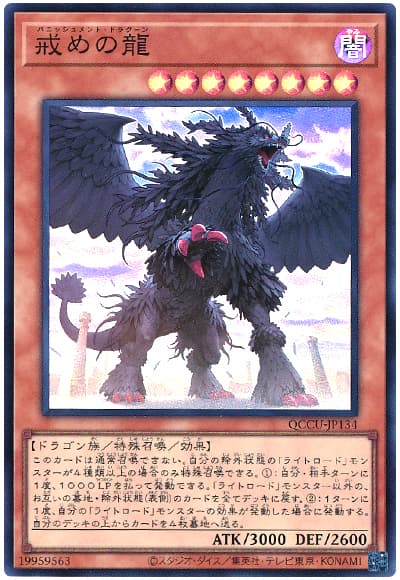 パニッシュメント・ドラグーン
戒めの龍
闇
QCCU-JP134
【ドラゴン族／特殊召喚／効果】
このカードは通常召喚できない。自分の除外状態の「ライトロード」モン
スターが４種類以上の場合のみ特殊召喚できる。①：自分・相手ターンに
１度、１０００ＬＰを払って発動できる。「ライトロード」モンスター以外の、
お互いの墓地・除外状態（表側）のカードを全てデッキに戻す。②：１ターンに
１度、自分の「ライトロード」モンスターの効果が発動した場合に発動する。
自分のデッキの上からカードを４枚墓地へ送る。
ATK/3000 DEF/2600
19959563
©スタジオ・ダイス／集英社・テレビ東京・KONAMI